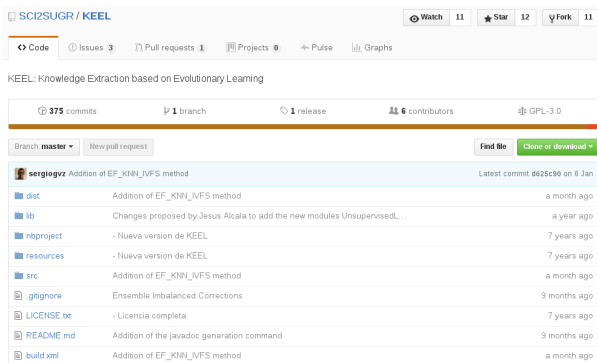 SCI2SUGR / KEEL
Watch 11 Star 12 Fork 11
Code Issues 3 Pull requests 1 Projects 0 Pulse Graphs
KEEL: Knowledge Extraction based on Evolutionary Learning
375 commits 1 branch 1 release 6 contributors GPL-3.0
Branch: master New pull request Find file Clone or download
sergiogvz Addition of EF_KNN_IVFS method Latest commit d625c90 on 6 Jan
dist Addition of EF_KNN_IVFS method a month ago
lib Changes proposed by Jesus Alcala to add the new modules UnsupervisedL... a year ago
nbproject - Nueva version de KEEL 7 years ago
resources - Nueva version de KEEL 7 years ago
src Addition of EF_KNN_IVFS method a month ago
.gitignore Ensemble Imbalanced Corrections 9 months ago
LICENSE.txt - Licencia completa 7 years ago
README.md Addition of the javadoc generation command 9 months ago
build.xml Addition of EF_KNN_IVFS method a month ago